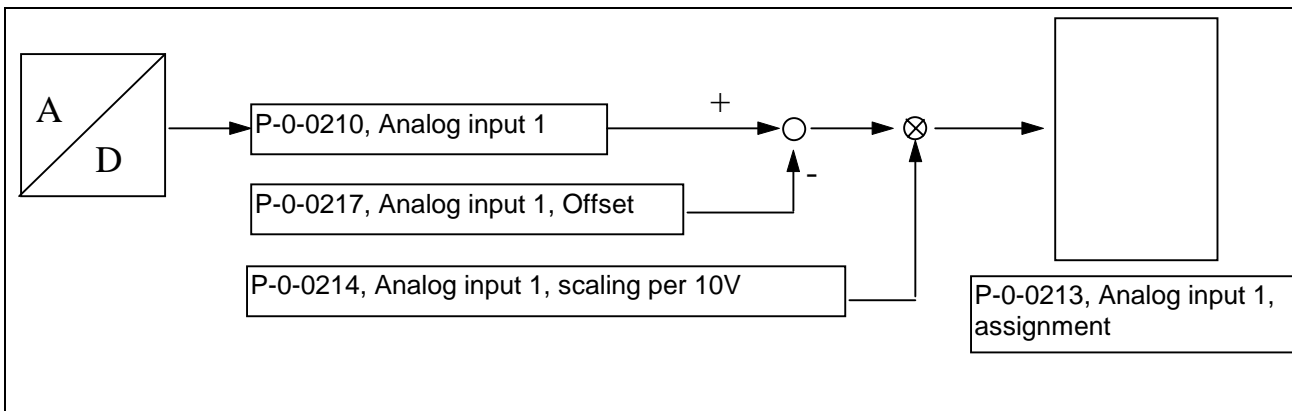 A
D
P-0-0210, Analog input 1
+
-
P-0-0217, Analog input 1, Offset
P-0-0214, Analog input 1, scaling per 10V
P-0-0213, Analog input 1,
assignment